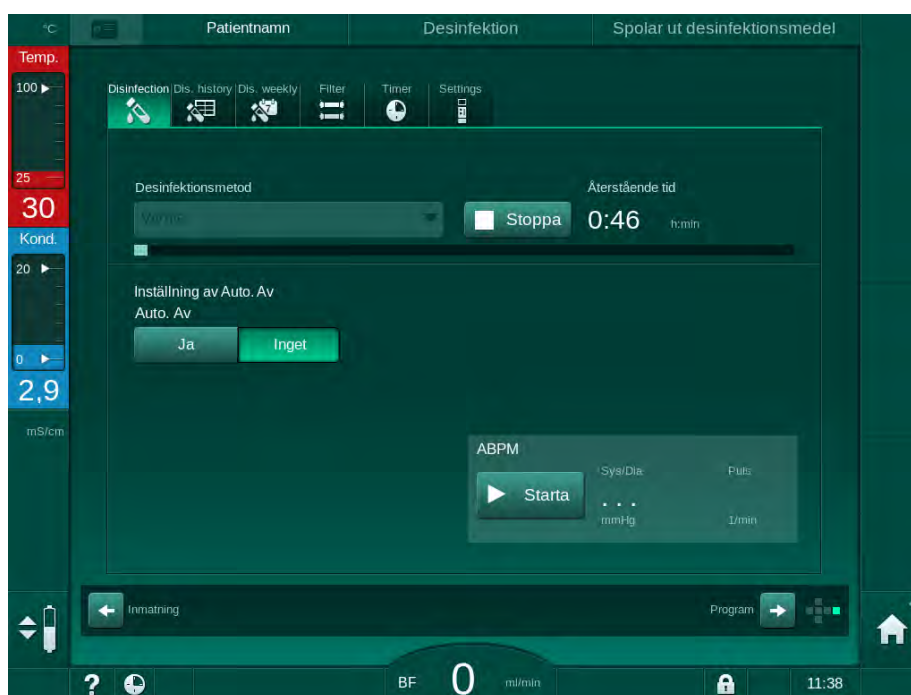 °C
Patientnamn
Desinfektion
Spolar ut desinfektionsmedel
Temp.
100
25
30
Kond.
20
0
2,9
mS/cm
Disinfection
Dis. history
Dis. weekly
7
Filter
Timer
Settings
Desinfektionsmetod
Stoppa
Återstående tid
0:46 h:min
Inställning av Auto. Av
Auto. Av
Ja
Inget
ABPM
Starta
Sys/Dia
Puls
. . .
mmHg
1/min
Inmatning
Program
?
BF 0 ml/min
11:38